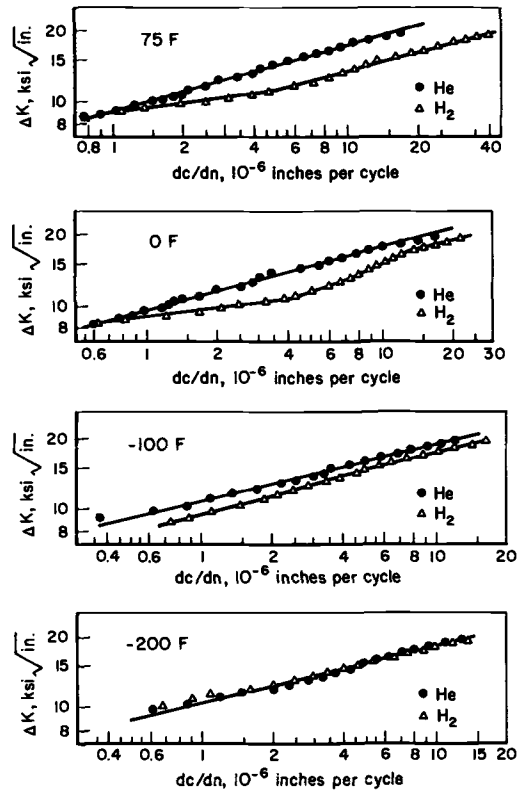 75 F
ΔK, ksi √in.
20
15
10
8
He
H2
0.8 1 2 4 6 8 10 20 40
dc/dn, 10⁻⁶ inches per cycle
0 F
ΔK, ksi √in.
20
15
10
8
He
H2
0.6 1 2 4 6 8 10 20 30
dc/dn, 10⁻⁶ inches per cycle
-100 F
ΔK, ksi √in.
20
15
10
8
He
H2
0.4 0.6 1 2 4 6 8 10 20
dc/dn, 10⁻⁶ inches per cycle
-200 F
ΔK, ksi √in.
20
15
10
8
He
H2
0.4 0.6 1 2 4 6 8 10 15 20
dc/dn, 10⁻⁶ inches per cycle